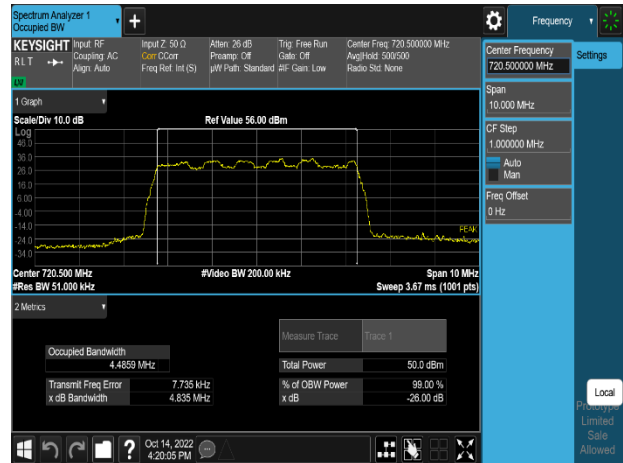 Spectrum Analyzer 1
Occupied BW
Frequency
KEYSIGHT
Input: RF
Input Z: 50 Ω
Atten: 26 dB
Trig: Free Run
Center Freq: 720.500000 MHz
RLT
Coupling: AC
Corr CCorr
Preamp: Off
Gate: Off
Avg|Hold: 500/500
Align: Auto
Freq Ref: Int (S)
µW Path: Standard
#IF Gain: Low
Radio Std: None
Center Frequency
720.500000 MHz
Settings
Span
10.000 MHz
CF Step
1.000000 MHz
Auto
Man
Freq Offset
0 Hz
1 Graph
Scale/Div 10.0 dB
Ref Value 56.00 dBm
Log
46.0
36.0
26.0
16.0
6.00
-4.00
-14.0
-24.0
-34.0
PEAK
Center 720.500 MHz
#Video BW 200.00 kHz
Span 10 MHz
#Res BW 51.000 kHz
Sweep 3.67 ms (1001 pts)
2 Metrics
Measure Trace
Trace 1
Occupied Bandwidth
4.4859 MHz
Total Power
50.0 dBm
Transmit Freq Error
7.735 kHz
% of OBW Power
99.00 %
x dB Bandwidth
4.835 MHz
x dB
-26.00 dB
Local
Prototype
Limited
Sale
Allowed
Oct 14, 2022
4:20:05 PM